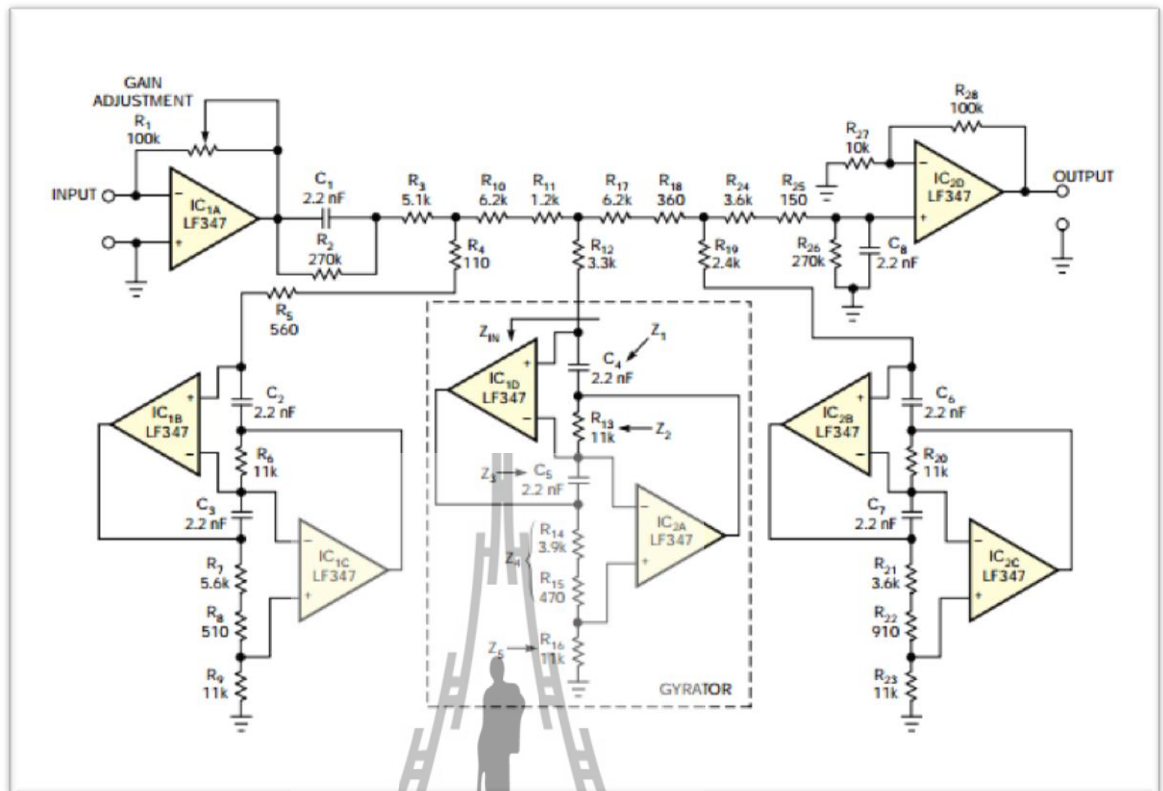 GAIN
ADJUSTMENT
R1
100k
INPUT
IC1A
LF347
C1
2.2 nF
R2
270k
R3
5.1k
R10
6.2k
R11
1.2k
R17
6.2k
R18
360
R24
3.6k
R25
150
R27
10k
R28
100k
IC2D
LF347
OUTPUT
R4
110
R5
560
R12
3.3k
R19
2.4k
R26
270k
C8
2.2 nF
IC1B
LF347
C2
2.2 nF
R6
11k
C3
2.2 nF
R7
5.6k
R8
510
R9
11k
IC1C
LF347
ZIN
Z1
IC1D
LF347
C4
2.2 nF
R13
11k
Z2
Z3
C5
2.2 nF
Z4
R14
3.9k
R15
470
Z5
R16
11k
IC2A
LF347
GYRATOR
IC2B
LF347
C6
2.2 nF
R20
11k
C7
2.2 nF
R21
3.6k
R22
910
R23
11k
IC2C
LF347